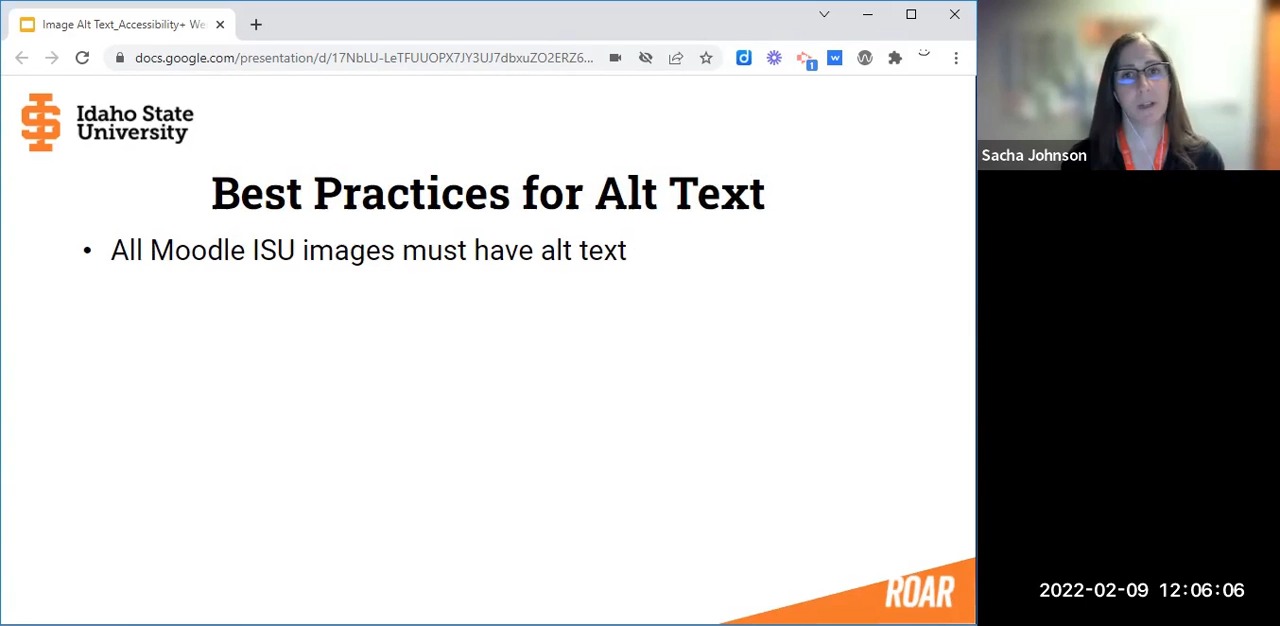 Image Alt Text_Accessibility+ We
docs.google.com/presentation/d/17NbLU-LeTFUUOPX7JY3UJ7dbxuZO2ERZ6...
1
Idaho State
University
Best Practices for Alt Text
• All Moodle ISU images must have alt text
ROAR
Sacha Johnson
2022-02-09 12:06:06